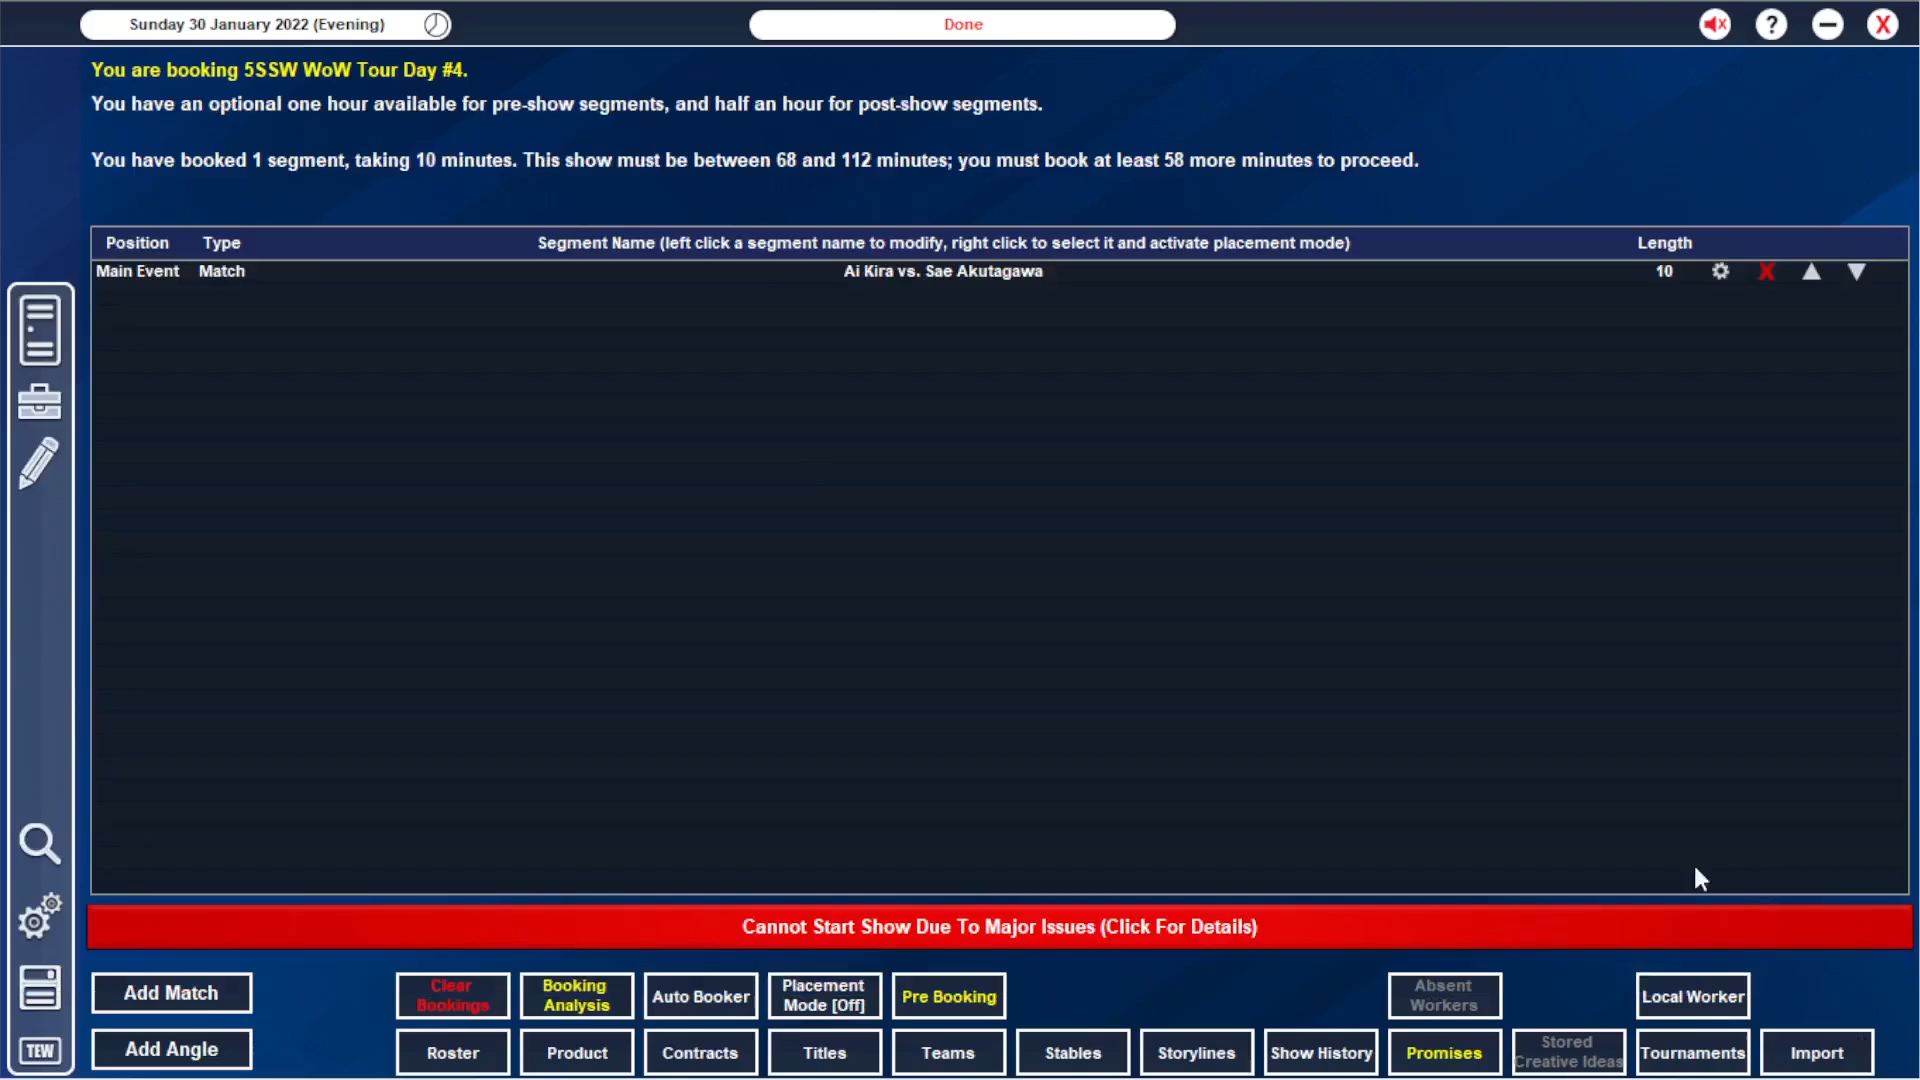 Sunday 30 January 2022 (Evening)
Done
?
X
You are booking 5SSW WoW Tour Day #4.
You have an optional one hour available for pre-show segments, and half an hour for post-show segments.
You have booked 1 segment, taking 10 minutes. This show must be between 68 and 112 minutes; you must book at least 58 more minutes to proceed.
Position Type Segment Name (left click a segment name to modify, right click to select it and activate placement mode) Length
Main Event Match Ai Kira vs. Sae Akutagawa 10 X
Cannot Start Show Due To Major Issues (Click For Details)
Add Match
Clear
Bookings
Booking
Analysis
Auto Booker
Placement
Mode [Off]
Pre Booking
Absent
Workers
Local Worker
TEW
Add Angle
Roster
Product
Contracts
Titles
Teams
Stables
Storylines
Show History
Promises
Stored
Creative Ideas
Tournaments
Import